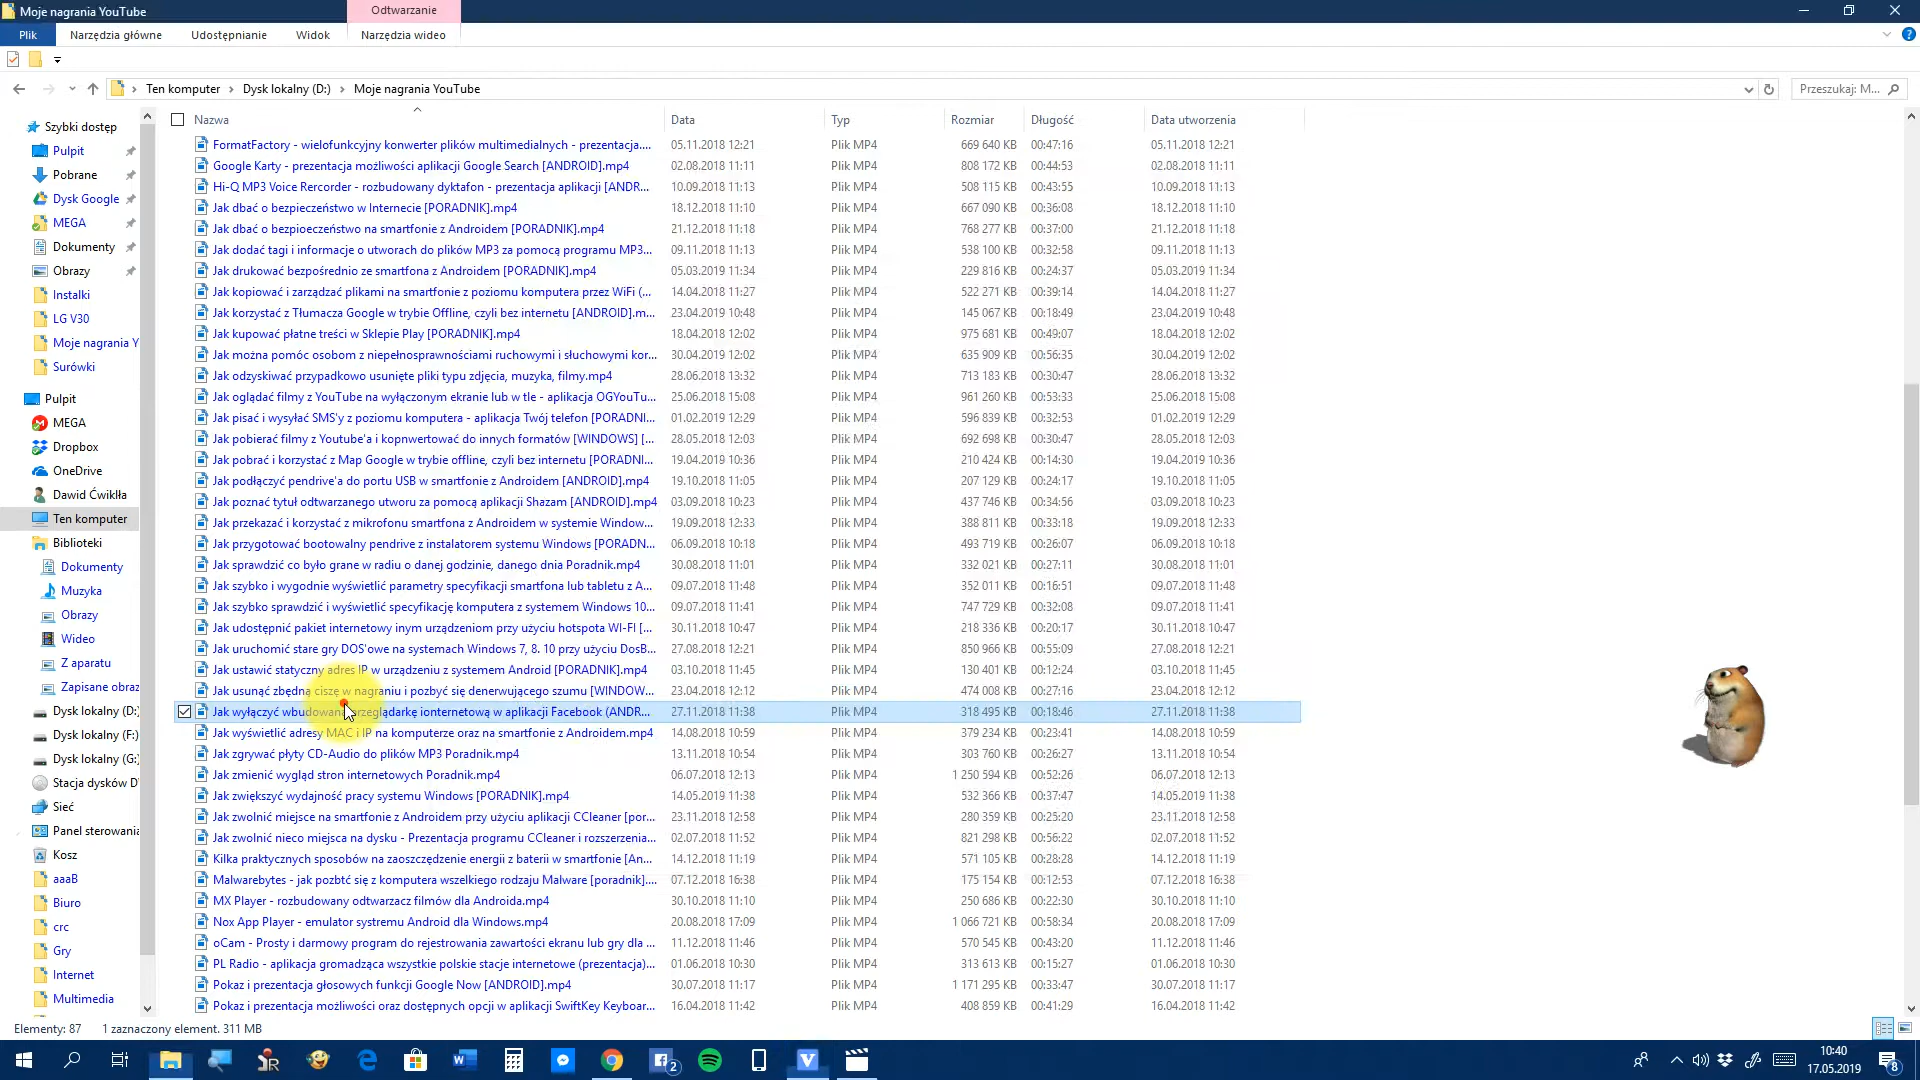 Moje nagrania YouTube
Odtwarzanie
Plik
Narzędzia główne
Udostępnianie
Widok
Narzędzia wideo
Ten komputer
Dysk lokalny (D:)
Moje nagrania YouTube
Przeszukaj: M...
Szybki dostęp
Pulpit
Pobrane
Dysk Google
MEGA
Dokumenty
Obrazy
Instalki
LG V30
Moje nagrania Y
Surówki
Pulpit
MEGA
Dropbox
OneDrive
Dawid Ćwikłła
Ten komputer
Biblioteki
Dokumenty
Muzyka
Obrazy
Wideo
Z aparatu
Zapisane obraz
Dysk lokalny (D:)
Dysk lokalny (F:)
Dysk lokalny (G:)
Stacja dysków D
Sieć
Panel sterowania
Kosz
aaaB
Biuro
crc
Gry
Internet
Multimedia
Nazwa Data Typ Rozmiar Długość Data utworzenia
FormatFactory - wielofunkcyjny konwerter plików multimedialnych - prezentacja.... 05.11.2018 12:21 Plik MP4 669 640 KB 00:47:16 05.11.2018 12:21
Google Karty - prezentacja możliwości aplikacji Google Search [ANDROID].mp4 02.08.2018 11:11 Plik MP4 808 172 KB 00:44:53 02.08.2018 11:11
Hi-Q MP3 Voice Rercorder - rozbudowany dyktafon - prezentacja aplikacji [ANDR... 10.09.2018 11:13 Plik MP4 508 115 KB 00:43:55 10.09.2018 11:13
Jak dbać o bezpieczeństwo w Internecie [PORADNIK].mp4 18.12.2018 11:10 Plik MP4 667 090 KB 00:36:08 18.12.2018 11:10
Jak dbać o bezpioeczeństwo na smartfonie z Androidem [PORADNIK].mp4 21.12.2018 11:18 Plik MP4 768 277 KB 00:37:00 21.12.2018 11:18
Jak dodać tagi i informacje o utworach do plików MP3 za pomocą programu MP3... 09.11.2018 11:13 Plik MP4 538 100 KB 00:32:58 09.11.2018 11:13
Jak drukować bezpośrednio ze smartfona z Androidem [PORADNIK].mp4 05.03.2019 11:34 Plik MP4 229 816 KB 00:24:37 05.03.2019 11:34
Jak kopiować i zarządzać plikami na smartfonie z poziomu komputera przez WiFi (... 14.04.2018 11:27 Plik MP4 522 271 KB 00:39:14 14.04.2018 11:27
Jak korzystać z Tłumacza Google w trybie Offline, czyli bez internetu [ANDROID].m... 23.04.2019 10:48 Plik MP4 145 067 KB 00:18:49 23.04.2019 10:48
Jak kupować płatne treści w Sklepie Play [PORADNIK].mp4 18.04.2018 12:02 Plik MP4 975 681 KB 00:49:07 18.04.2018 12:02
Jak można pomóc osobom z niepełnosprawnościami ruchowymi i słuchowymi kor... 30.04.2019 12:02 Plik MP4 635 909 KB 00:56:35 30.04.2019 12:02
Jak odzyskiwać przypadkowo usunięte pliki typu zdjęcia, muzyka, filmy.mp4 28.06.2018 13:32 Plik MP4 713 183 KB 00:30:47 28.06.2018 13:32
Jak oglądać filmy z YouTube na wyłączonym ekranie lub w tle - aplikacja OGYouTu... 25.06.2018 15:08 Plik MP4 961 260 KB 00:53:33 25.06.2018 15:08
Jak pisać i wysyłać SMS'y z poziomu komputera - aplikacja Twój telefon [PORADNI... 01.02.2019 12:29 Plik MP4 596 839 KB 00:32:53 01.02.2019 12:29
Jak pobierać filmy z Youtube'a i kopnwertować do innych formatów [WINDOWS] [... 28.05.2018 12:03 Plik MP4 692 698 KB 00:30:47 28.05.2018 12:03
Jak pobrać i korzystać z Map Google w trybie offline, czyli bez internetu [PORADNI... 19.04.2019 10:36 Plik MP4 210 424 KB 00:14:30 19.04.2019 10:36
Jak podłączyć pendrive'a do portu USB w smartfonie z Androidem [ANDROID].mp4 19.10.2018 11:05 Plik MP4 207 129 KB 00:24:17 19.10.2018 11:05
Jak poznać tytuł odtwarzanego utworu za pomocą aplikacji Shazam [ANDROID].mp4 03.09.2018 10:23 Plik MP4 437 746 KB 00:34:56 03.09.2018 10:23
Jak przekazać i korzystać z mikrofonu smartfona z Androidem w systemie Window... 19.09.2018 12:33 Plik MP4 388 811 KB 00:33:18 19.09.2018 12:33
Jak przygotować bootowalny pendrive z instalatorem systemu Windows [PORADN... 06.09.2018 10:18 Plik MP4 493 719 KB 00:26:07 06.09.2018 10:18
Jak sprawdzić co było grane w radiu o danej godzinie, danego dnia Poradnik.mp4 30.08.2018 11:01 Plik MP4 332 021 KB 00:27:11 30.08.2018 11:01
Jak szybko i wygodnie wyświetlić parametry specyfikacji smartfona lub tabletu z A... 09.07.2018 11:48 Plik MP4 352 011 KB 00:16:51 09.07.2018 11:48
Jak szybko sprawdzić i wyświetlić specyfikację komputera z systemem Windows 10... 09.07.2018 11:41 Plik MP4 747 729 KB 00:32:08 09.07.2018 11:41
Jak udostępnić pakiet internetowy inym urządzeniom przy użyciu hotspota WI-FI [... 30.11.2018 10:47 Plik MP4 218 336 KB 00:20:17 30.11.2018 10:47
Jak uruchomić stare gry DOS'owe na systemach Windows 7, 8. 10 przy użyciu DosB... 27.08.2018 12:21 Plik MP4 850 966 KB 00:55:09 27.08.2018 12:21
Jak ustawić statyczny adres IP w urządzeniu z systemem Android [PORADNIK].mp4 03.10.2018 11:45 Plik MP4 130 401 KB 00:12:24 03.10.2018 11:45
Jak usunąć zbędną ciszę w nagraniu i pozbyć się denerwującego szumu [WINDOW... 23.04.2018 12:12 Plik MP4 474 008 KB 00:27:16 23.04.2018 12:12
Jak wyłączyć wbudowaną przeglądarkę ionternetową w aplikacji Facebook (ANDR... 27.11.2018 11:38 Plik MP4 318 495 KB 00:18:46 27.11.2018 11:38
Jak wyświetlić adresy MAC i IP na komputerze oraz na smartfonie z Androidem.mp4 14.08.2018 10:59 Plik MP4 379 234 KB 00:23:41 14.08.2018 10:59
Jak zgrywać płyty CD-Audio do plików MP3 Poradnik.mp4 13.11.2018 10:54 Plik MP4 303 760 KB 00:26:27 13.11.2018 10:54
Jak zmienić wygląd stron internetowych Poradnik.mp4 06.07.2018 12:13 Plik MP4 1 250 594 KB 00:52:26 06.07.2018 12:13
Jak zwiększyć wydajność pracy systemu Windows [PORADNIK].mp4 14.05.2019 11:38 Plik MP4 532 366 KB 00:37:47 14.05.2019 11:38
Jak zwolnić miejsce na smartfonie z Androidem przy użyciu aplikacji CCleaner [por... 23.11.2018 12:58 Plik MP4 280 359 KB 00:25:20 23.11.2018 12:58
Jak zwolnić nieco miejsca na dysku - Prezentacja programu CCleaner i rozszerzenia... 02.07.2018 11:52 Plik MP4 821 298 KB 00:56:22 02.07.2018 11:52
Kilka praktycznych sposobów na zaoszczędzenie energii z baterii w smartfonie [An... 14.12.2018 11:19 Plik MP4 571 105 KB 00:28:28 14.12.2018 11:19
Malwarebytes - jak pozbtć się z komputera wszelkiego rodzaju Malware [poradnik].... 07.12.2018 16:38 Plik MP4 175 154 KB 00:12:53 07.12.2018 16:38
MX Player - rozbudowany odtwarzacz filmów dla Androida.mp4 30.10.2018 11:10 Plik MP4 250 686 KB 00:22:30 30.10.2018 11:10
Nox App Player - emulator systremu Android dla Windows.mp4 20.08.2018 17:09 Plik MP4 1 066 721 KB 00:58:34 20.08.2018 17:09
oCam - Prosty i darmowy program do rejestrowania zawartości ekranu lub gry dla ... 11.12.2018 11:46 Plik MP4 570 545 KB 00:43:20 11.12.2018 11:46
PL Radio - aplikacja gromadząca wszystkie polskie stacje internetowe (prezentacja)... 01.06.2018 10:30 Plik MP4 313 613 KB 00:15:27 01.06.2018 10:30
Pokaz i prezentacja głosowych funkcji Google Now [ANDROID].mp4 30.07.2018 11:17 Plik MP4 1 171 295 KB 00:33:47 30.07.2018 11:17
Pokaz i prezentacja możliwości oraz dostępnych opcji w aplikacji SwiftKey Keyboar... 16.04.2018 11:42 Plik MP4 408 859 KB 00:41:29 16.04.2018 11:42
Elementy: 87 1 zaznaczony element. 311 MB
2
10:40
17.05.2019
8